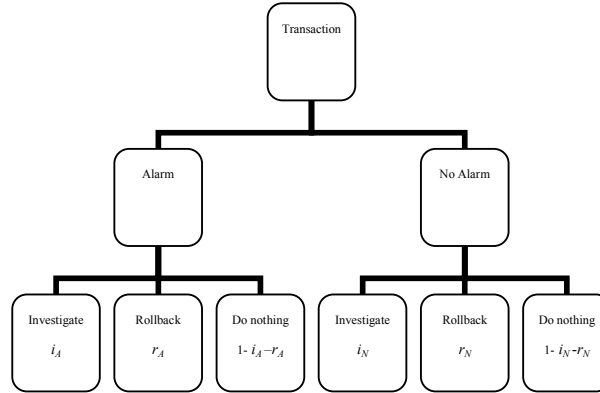 Transaction
Alarm
No Alarm
Investigate
i_A
Rollback
r_A
Do nothing
1- i_A–r_A
Investigate
i_N
Rollback
r_N
Do nothing
1- i_N-r_N